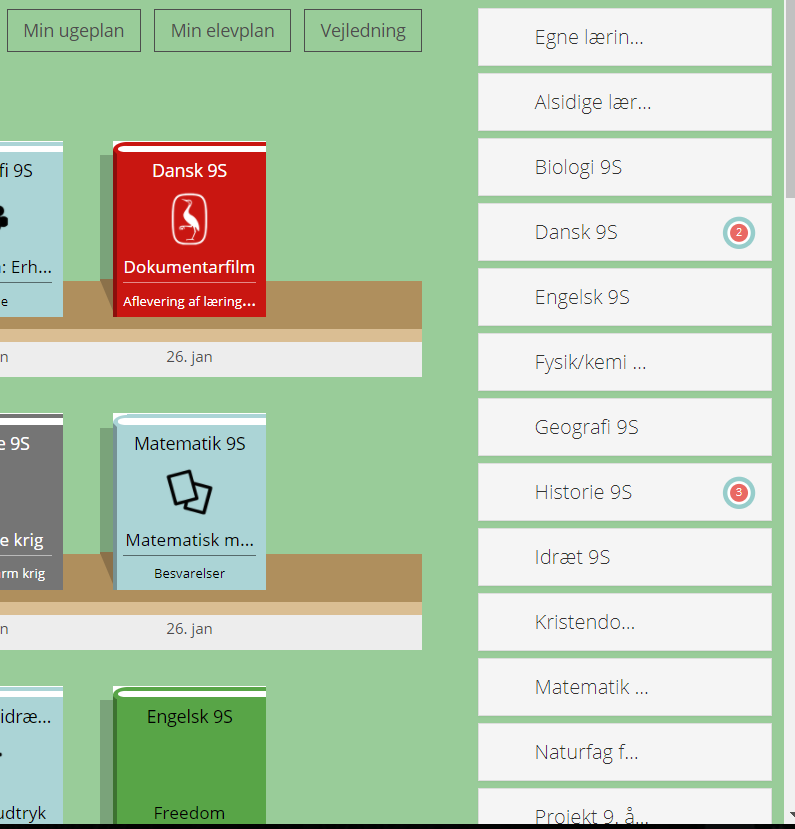 Min ugeplan
Min elevplan
Vejledning
fi 9S
: Erh...
e
n
Dansk 9S
Dokumentarfilm
Aflevering af læring...
26. jan
e 9S
e krig
rm krig
n
Matematik 9S
Matematisk m...
Besvarelser
26. jan
idræ...
udtryk
Engelsk 9S
Freedom
Egne lærin...
Alsidige lær...
Biologi 9S
Dansk 9S
2
Engelsk 9S
Fysik/kemi ...
Geografi 9S
Historie 9S
3
Idræt 9S
Kristendo...
Matematik ...
Naturfag f...
Projekt 9. å...